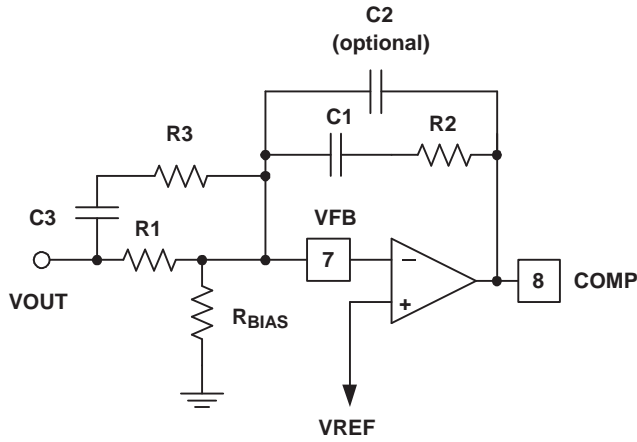 C2
(optional)
C1
R2
R3
C3
R1
VFB
7
−
+
8
COMP
VOUT
RBIAS
VREF